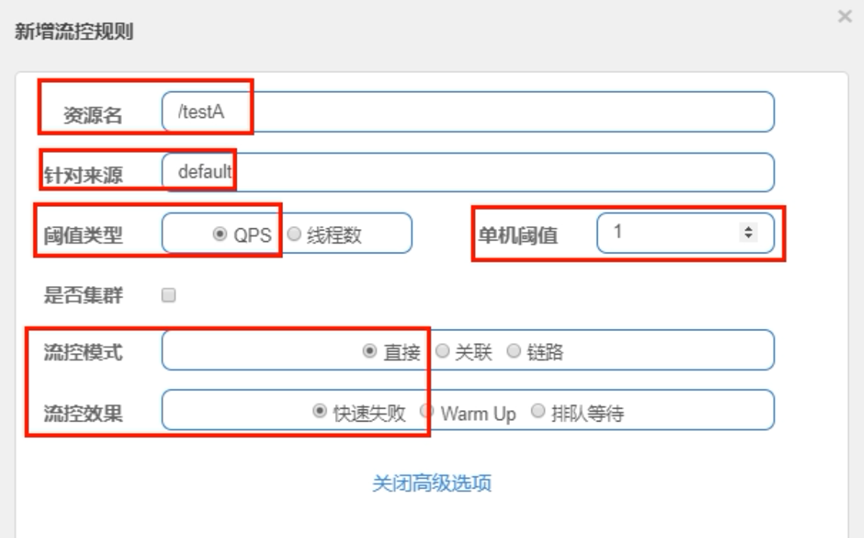 新增流控规则 ×
资源名 /testA
针对来源 default
阈值类型 QPS 线程数 单机阈值 1
是否集群
流控模式 直接 关联 链路
流控效果 快速失败 Warm Up 排队等待
关闭高级选项